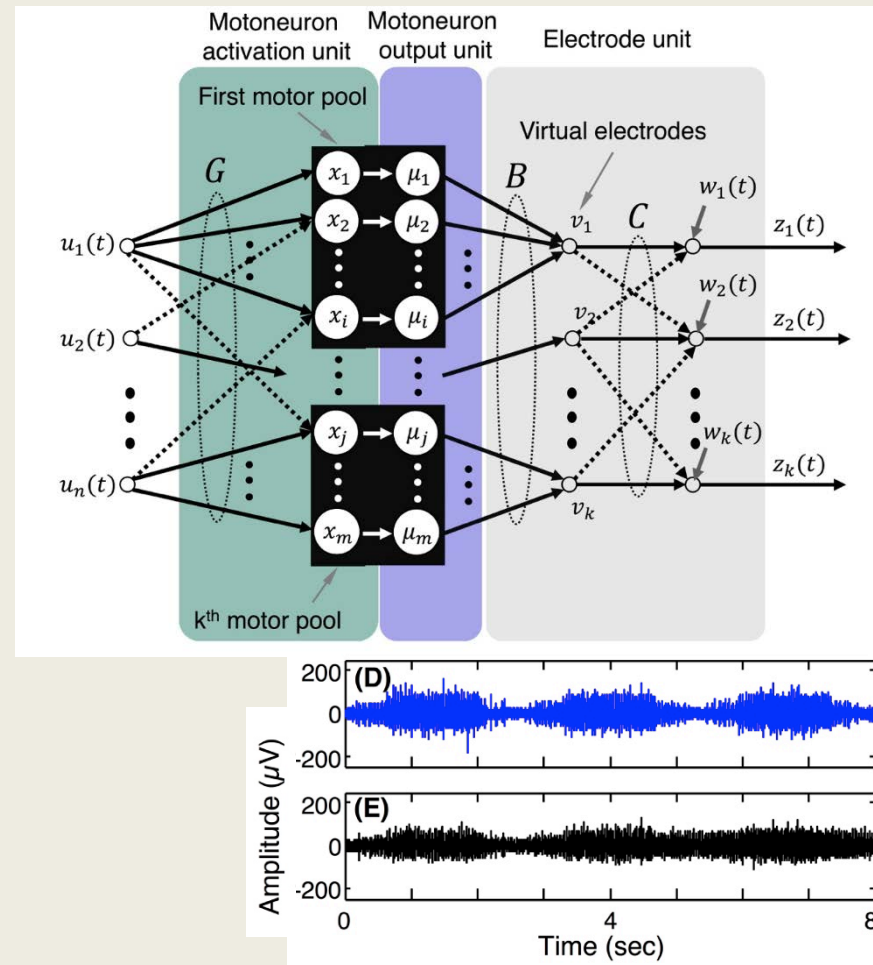 Motoneuron activation unit
Motoneuron output unit
Electrode unit
First motor pool
Virtual electrodes
G
B
C
x₁ μ₁
x₂ μ₂
xᵢ μᵢ
xⱼ μⱼ
xₘ μₘ
u₁(t)
u₂(t)
uₙ(t)
v₁
v₂
vₖ
w₁(t)
w₂(t)
wₖ(t)
z₁(t)
z₂(t)
zₖ(t)
kᵗʰ motor pool
Amplitude (μV)
200
0
-200
(D)
200
0
-200
(E)
0 4 8
Time (sec)